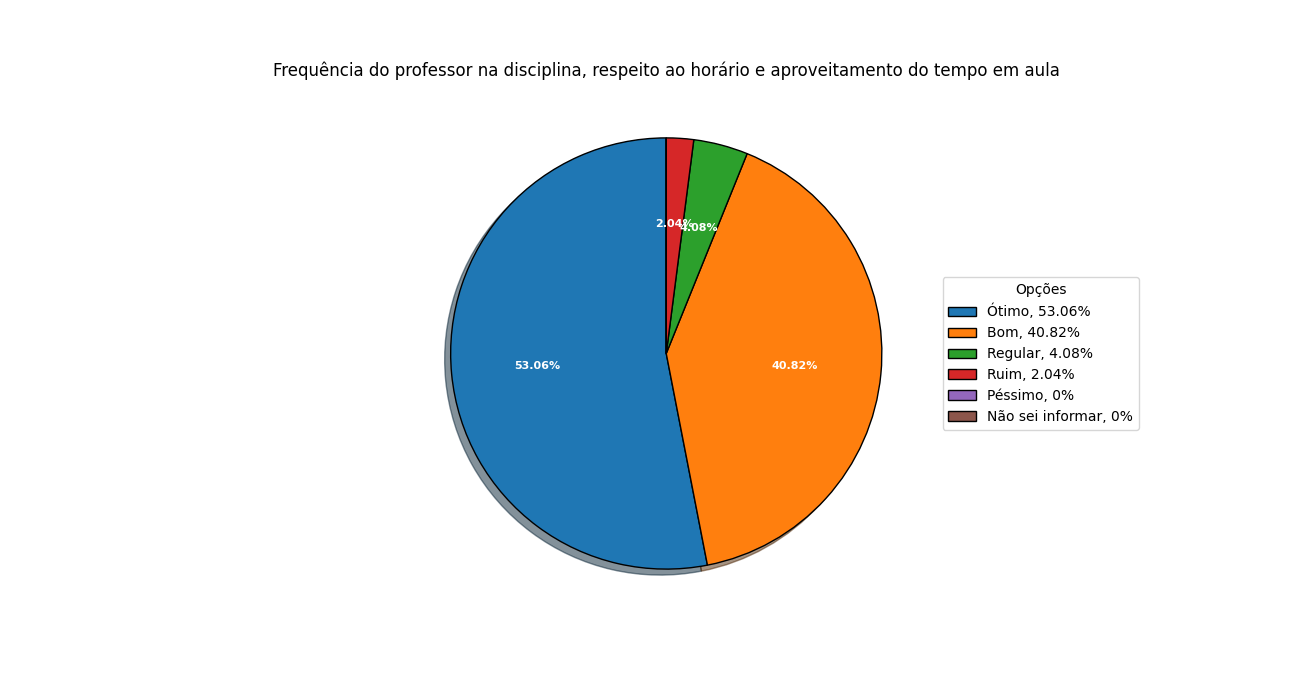 Frequência do professor na disciplina, respeito ao horário e aproveitamento do tempo em aula
2.04%
4.08%
53.06%
40.82%
Opções
Ótimo, 53.06%
Bom, 40.82%
Regular, 4.08%
Ruim, 2.04%
Péssimo, 0%
Não sei informar, 0%